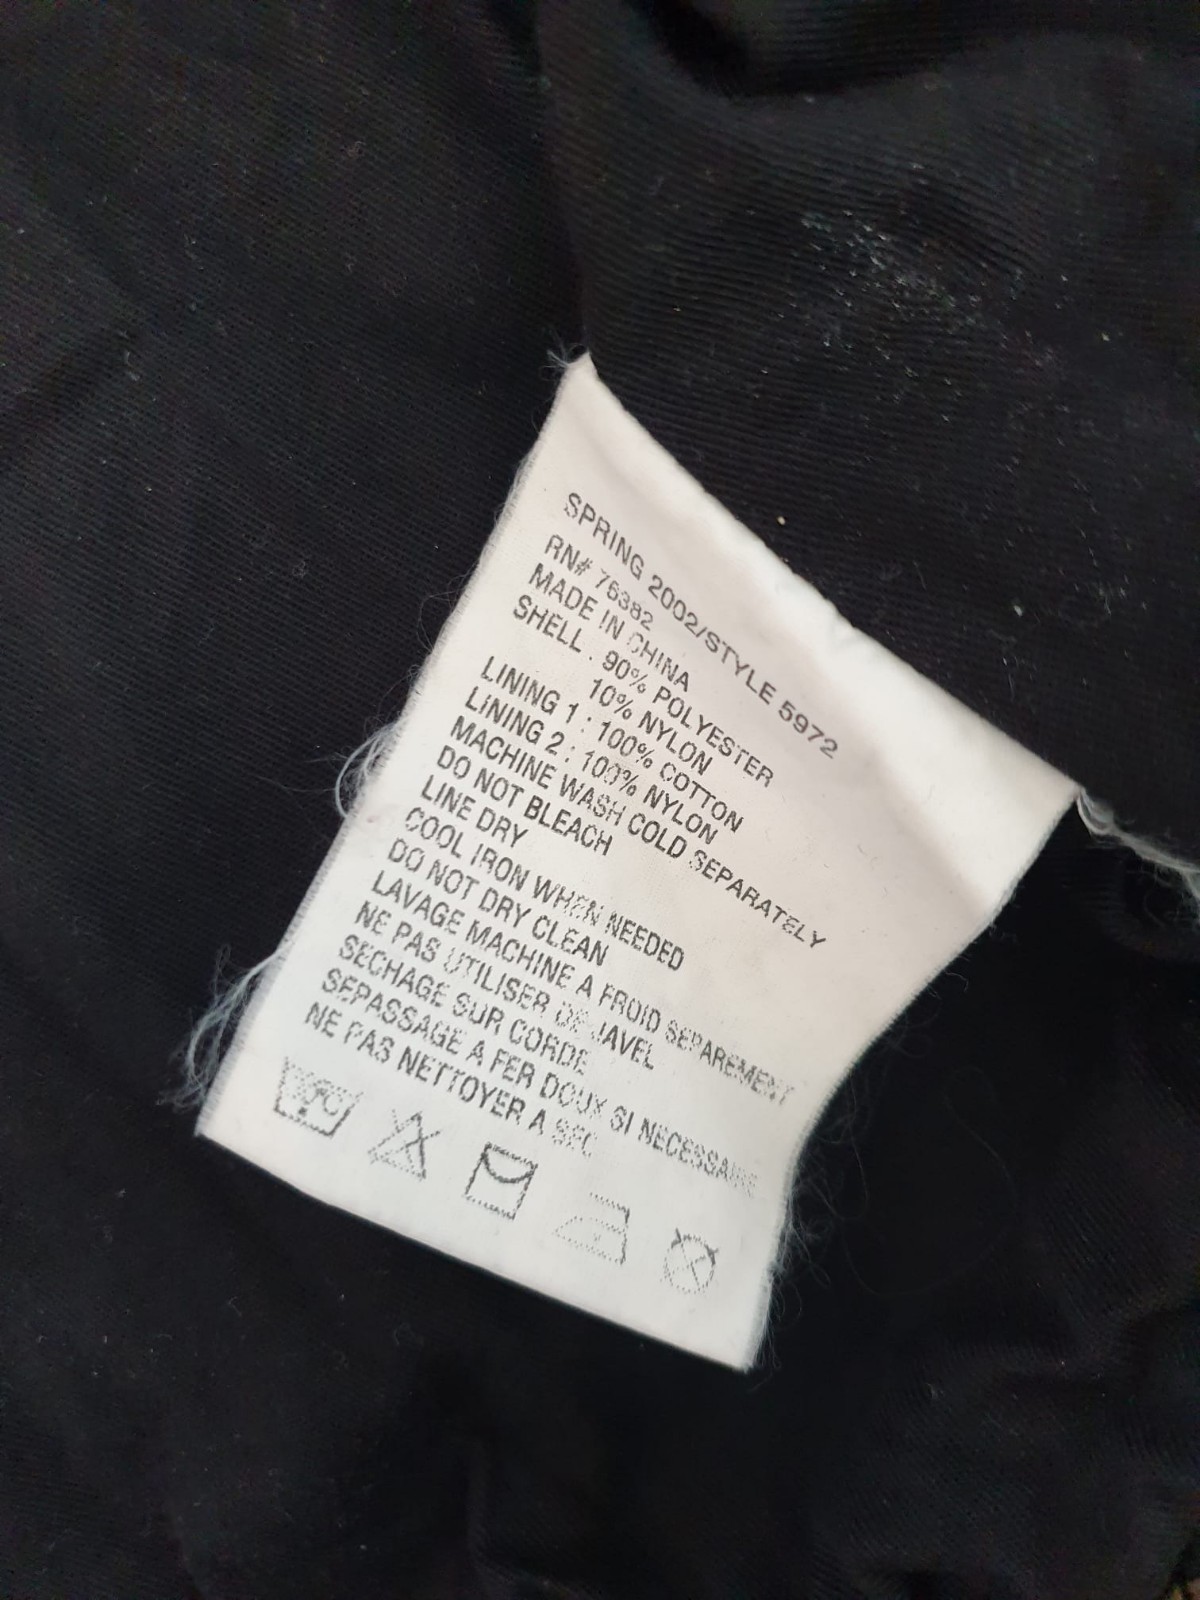 SPRING 2002/STYLE 5972
RN# 76382
MADE IN CHINA
SHELL : 90% POLYESTER
10% NYLON
LINING 1 : 100% COTTON
LINING 2 : 100% NYLON
MACHINE WASH COLD SEPARATELY
DO NOT BLEACH
LINE DRY
COOL IRON WHEN NEEDED
DO NOT DRY CLEAN
LAVAGE MACHINE A FROID SEPAREMENT
NE PAS UTILISER DE JAVEL
SECHAGE SUR CORDE
SEPASSAGE A FER DOUX SI NECESSAIRE
NE PAS NETTOYER A SEC